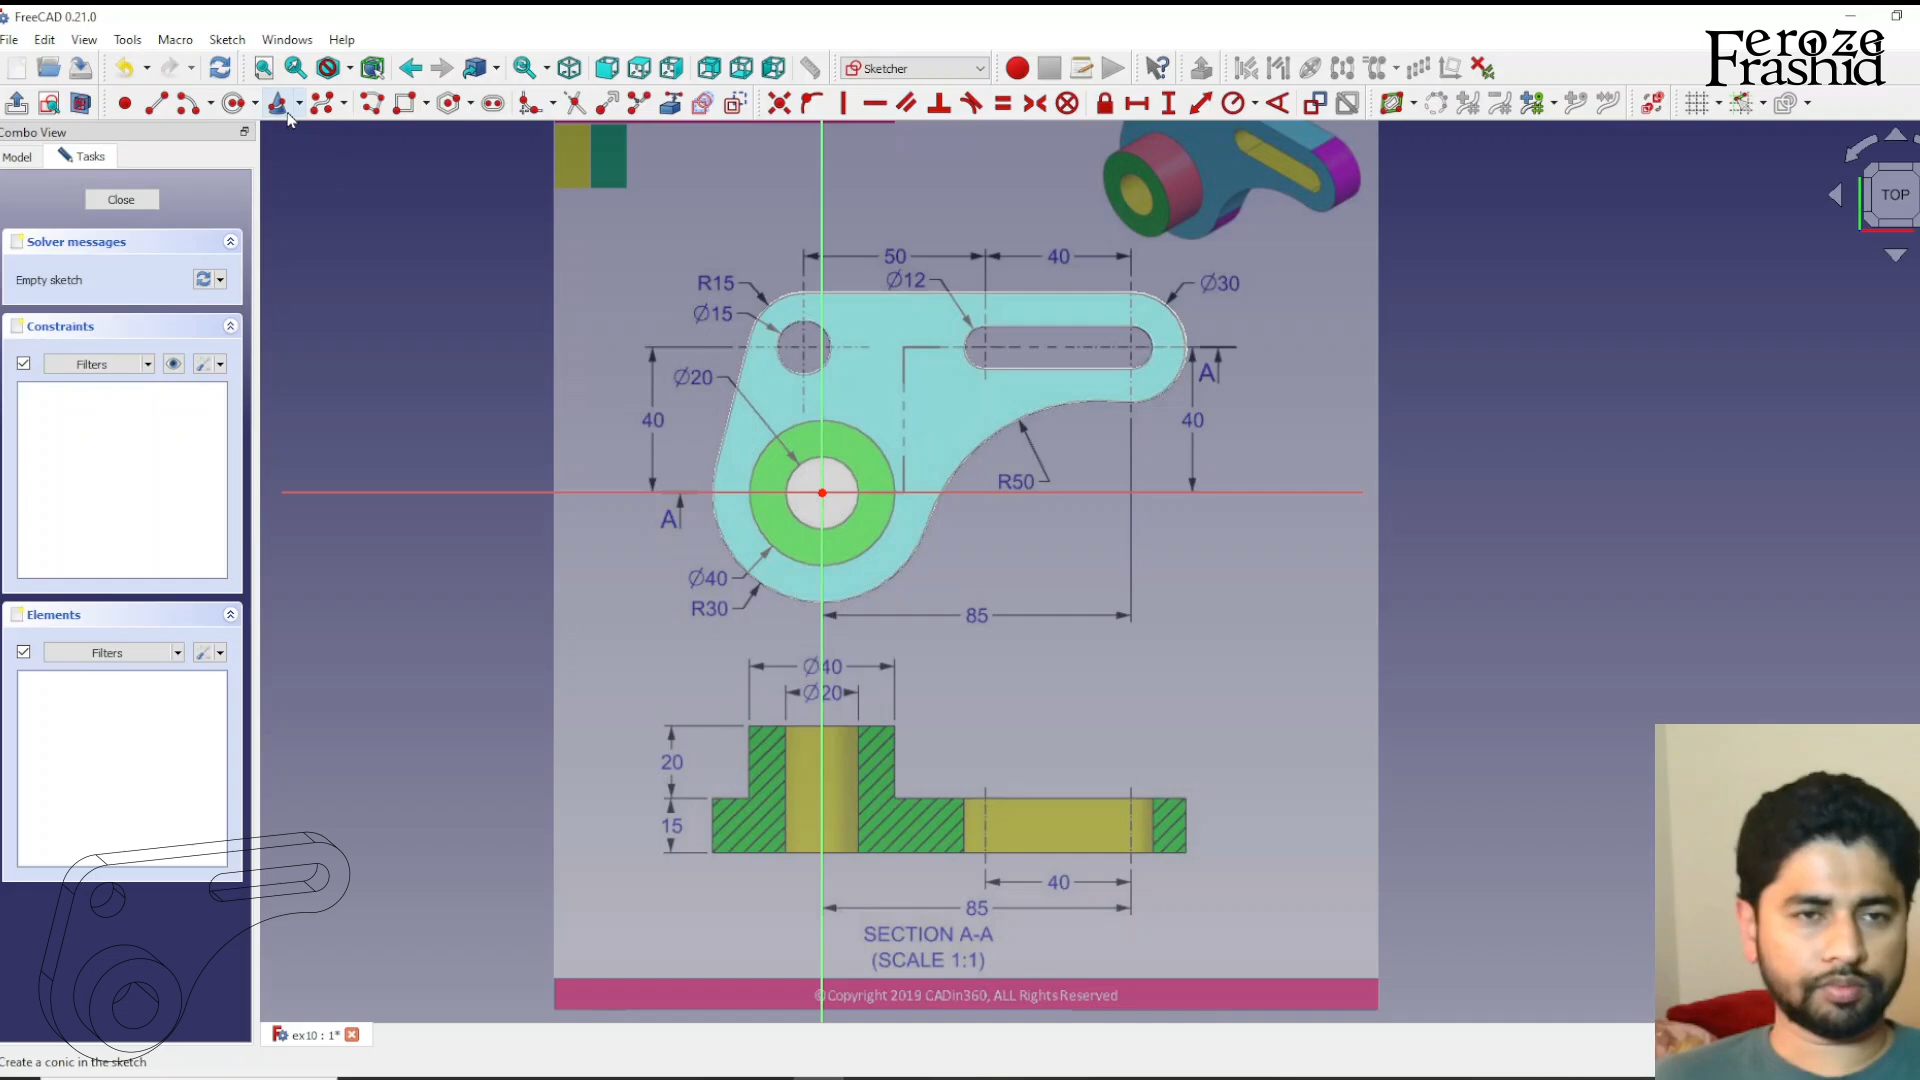 FreeCAD 0.21.0
File Edit View Tools Macro Sketch Windows Help
Feroze
Frashid
Sketcher
Combo View
Model Tasks
Close
Solver messages
Empty sketch
Constraints
Filters
Elements
Filters
TOP
50 40
R15 Ø12 Ø30
Ø15
Ø20 A
40 40
R50
A
Ø40
R30 85
Ø40
Ø20
20
15
40
85
SECTION A-A
(SCALE 1:1)
©Copyright 2019 CADin360, ALL Rights Reserved
ex10 : 1*
Create a conic in the sketch